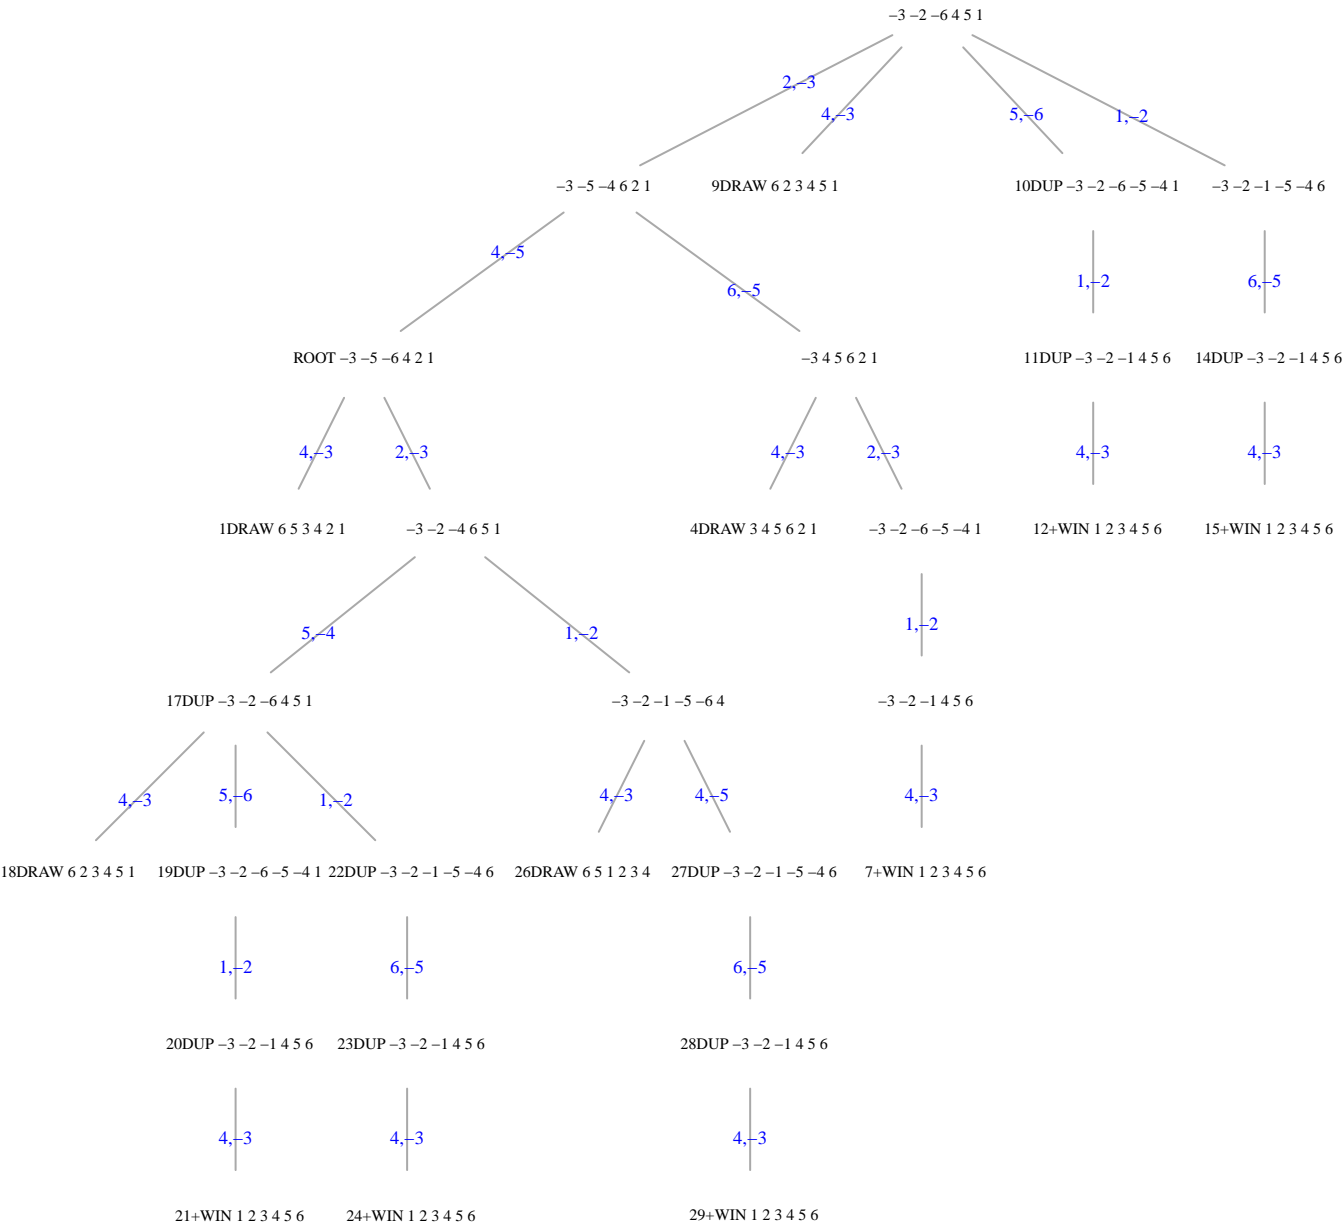 –3 –2 –6 4 5 1
2,–3
4,–3
5,–6
1,–2
–3 –5 –4 6 2 1
9DRAW 6 2 3 4 5 1
10DUP –3 –2 –6 –5 –4 1
–3 –2 –1 –5 –4 6
4,–5
6,–5
1,–2
6,–5
ROOT –3 –5 –6 4 2 1
–3 4 5 6 2 1
11DUP –3 –2 –1 4 5 6
14DUP –3 –2 –1 4 5 6
4,–3
2,–3
4,–3
2,–3
4,–3
4,–3
1DRAW 6 5 3 4 2 1
–3 –2 –4 6 5 1
4DRAW 3 4 5 6 2 1
–3 –2 –6 –5 –4 1
12+WIN 1 2 3 4 5 6
15+WIN 1 2 3 4 5 6
5,–4
1,–2
1,–2
17DUP –3 –2 –6 4 5 1
–3 –2 –1 –5 –6 4
–3 –2 –1 4 5 6
4,–3
5,–6
1,–2
4,–3
4,–5
4,–3
18DRAW 6 2 3 4 5 1
19DUP –3 –2 –6 –5 –4 1
22DUP –3 –2 –1 –5 –4 6
26DRAW 6 5 1 2 3 4
27DUP –3 –2 –1 –5 –4 6
7+WIN 1 2 3 4 5 6
1,–2
6,–5
6,–5
20DUP –3 –2 –1 4 5 6
23DUP –3 –2 –1 4 5 6
28DUP –3 –2 –1 4 5 6
4,–3
4,–3
4,–3
21+WIN 1 2 3 4 5 6
24+WIN 1 2 3 4 5 6
29+WIN 1 2 3 4 5 6